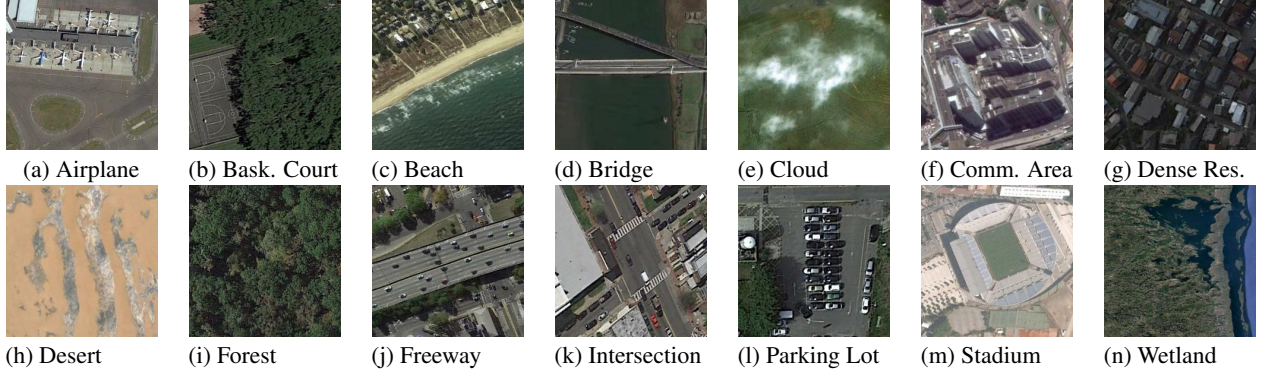 (a) Airplane (b) Bask. Court (c) Beach (d) Bridge (e) Cloud (f) Comm. Area (g) Dense Res.
(h) Desert (i) Forest (j) Freeway (k) Intersection (l) Parking Lot (m) Stadium (n) Wetland